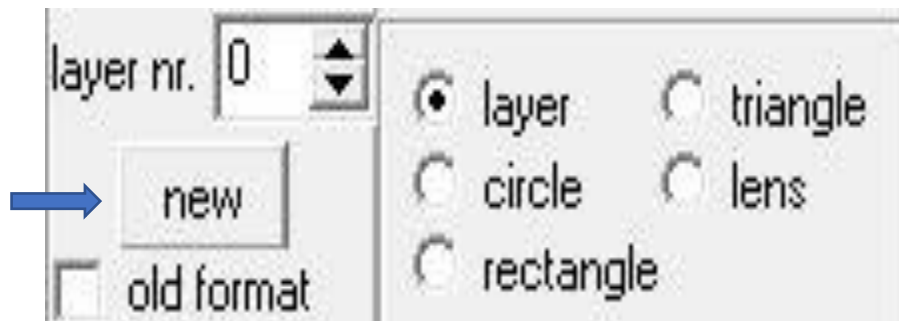 layer nr. 0
new
old format
layer
triangle
circle
lens
rectangle